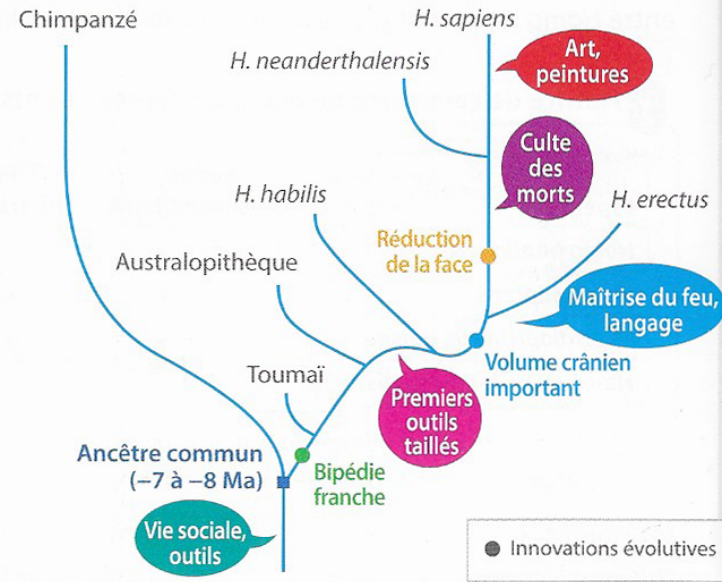 Chimpanzé
H. sapiens
Art,
peintures
H. neanderthalensis
Culte
des
morts
H. habilis
H. erectus
Réduction
de la face
Australopithèque
Maîtrise du feu,
langage
Toumaï
Volume crânien
important
Premiers
outils
taillés
Ancêtre commun
(–7 à –8 Ma)
Bipédie
franche
Vie sociale,
outils
Innovations évolutives